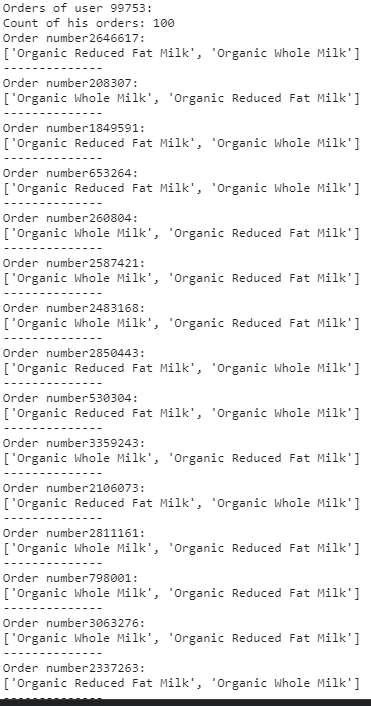 Orders of user 99753:
Count of his orders: 100
Order number2646617:
['Organic Reduced Fat Milk', 'Organic Whole Milk']
--------------
Order number208307:
['Organic Whole Milk', 'Organic Reduced Fat Milk']
--------------
Order number1849591:
['Organic Reduced Fat Milk', 'Organic Whole Milk']
--------------
Order number653264:
['Organic Reduced Fat Milk', 'Organic Whole Milk']
--------------
Order number260804:
['Organic Whole Milk', 'Organic Reduced Fat Milk']
--------------
Order number2587421:
['Organic Whole Milk', 'Organic Reduced Fat Milk']
--------------
Order number2483168:
['Organic Whole Milk', 'Organic Reduced Fat Milk']
--------------
Order number2850443:
['Organic Reduced Fat Milk', 'Organic Whole Milk']
--------------
Order number530304:
['Organic Reduced Fat Milk', 'Organic Whole Milk']
--------------
Order number3359243:
['Organic Whole Milk', 'Organic Reduced Fat Milk']
--------------
Order number2106073:
['Organic Reduced Fat Milk', 'Organic Whole Milk']
--------------
Order number2811161:
['Organic Whole Milk', 'Organic Reduced Fat Milk']
--------------
Order number798001:
['Organic Whole Milk', 'Organic Reduced Fat Milk']
--------------
Order number3063276:
['Organic Whole Milk', 'Organic Reduced Fat Milk']
--------------
Order number2337263:
['Organic Reduced Fat Milk', 'Organic Whole Milk']
--------------